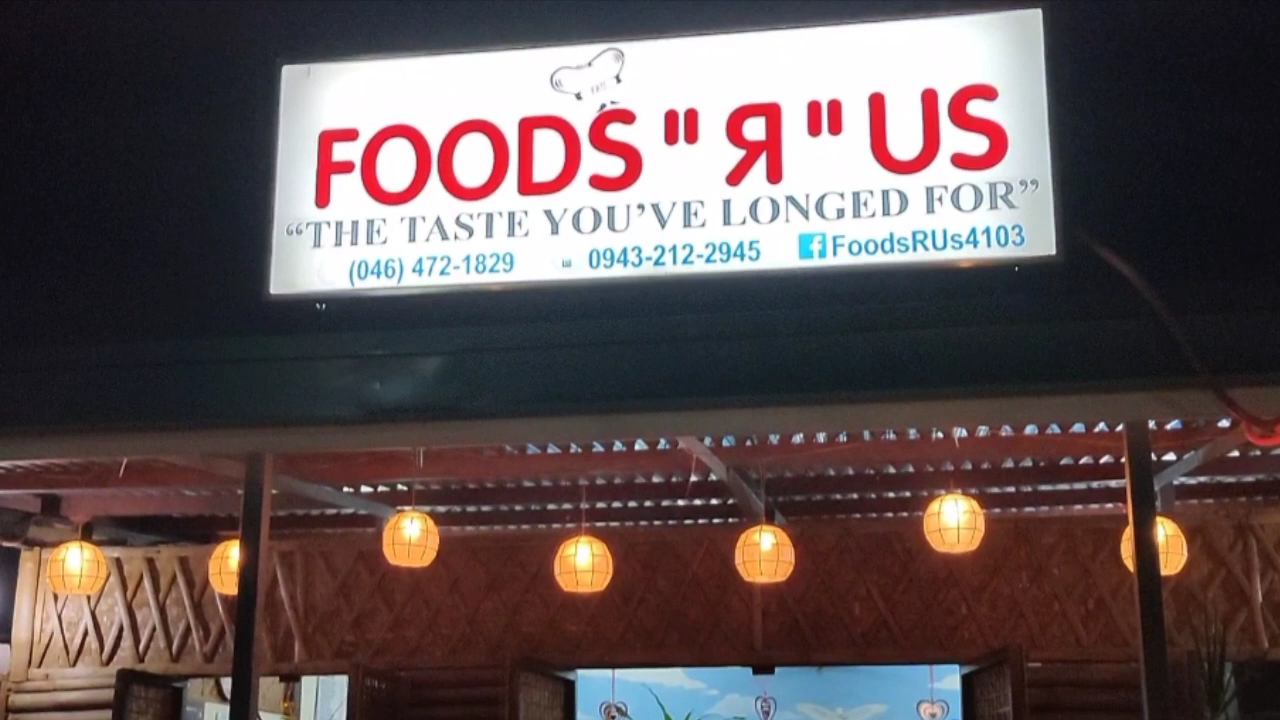 FOODS "Я" US
“THE TASTE YOU’VE LONGED FOR”
(046) 472-1829 0943-212-2945 FoodsRUs4103